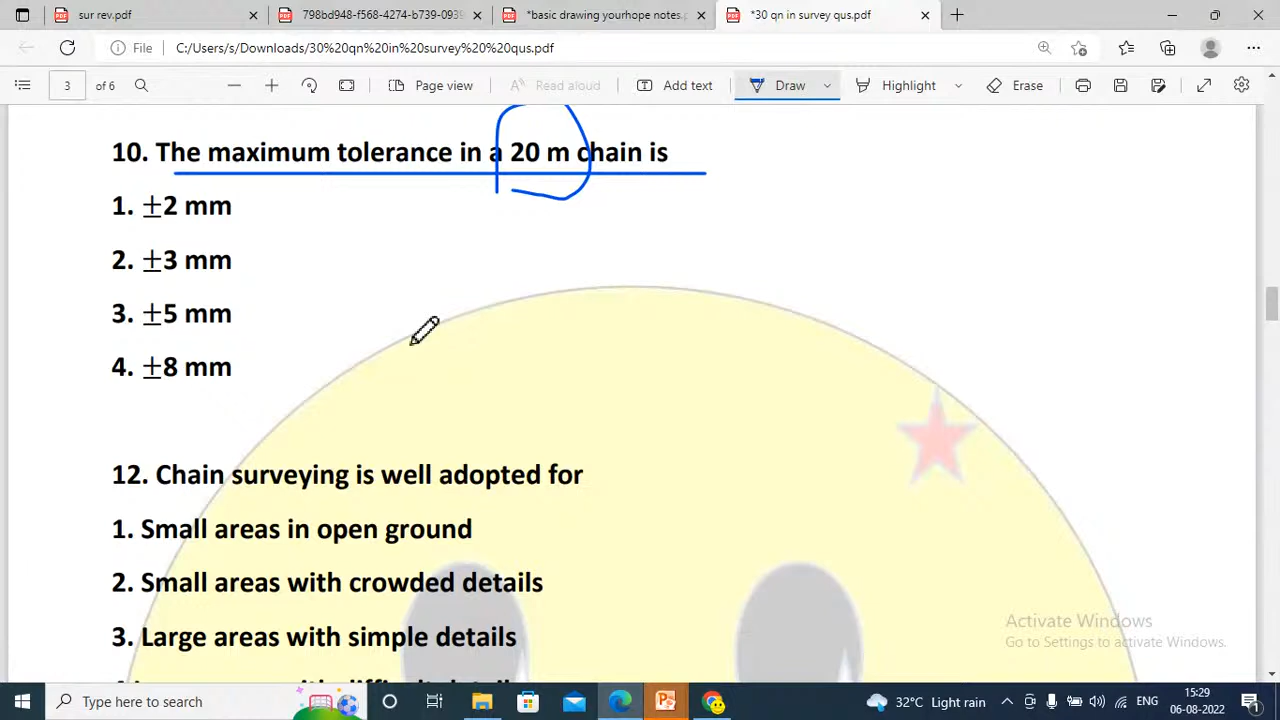 sur rev.pdf
798bd948-f568-4274-b739-0939
*basic drawing yourhope notes.p
*30 qn in survey qus.pdf
File
C:/Users/s/Downloads/30%20qn%20in%20survey%20%20qus.pdf
3 of 6
Page view
Read aloud
Add text
Draw
Highlight
Erase
10. The maximum tolerance in a 20 m chain is
1. ±2 mm
2. ±3 mm
3. ±5 mm
4. ±8 mm
12. Chain surveying is well adopted for
1. Small areas in open ground
2. Small areas with crowded details
3. Large areas with simple details
Activate Windows
Go to Settings to activate Windows.
Type here to search
32°C Light rain
ENG
15:29
06-08-2022
1